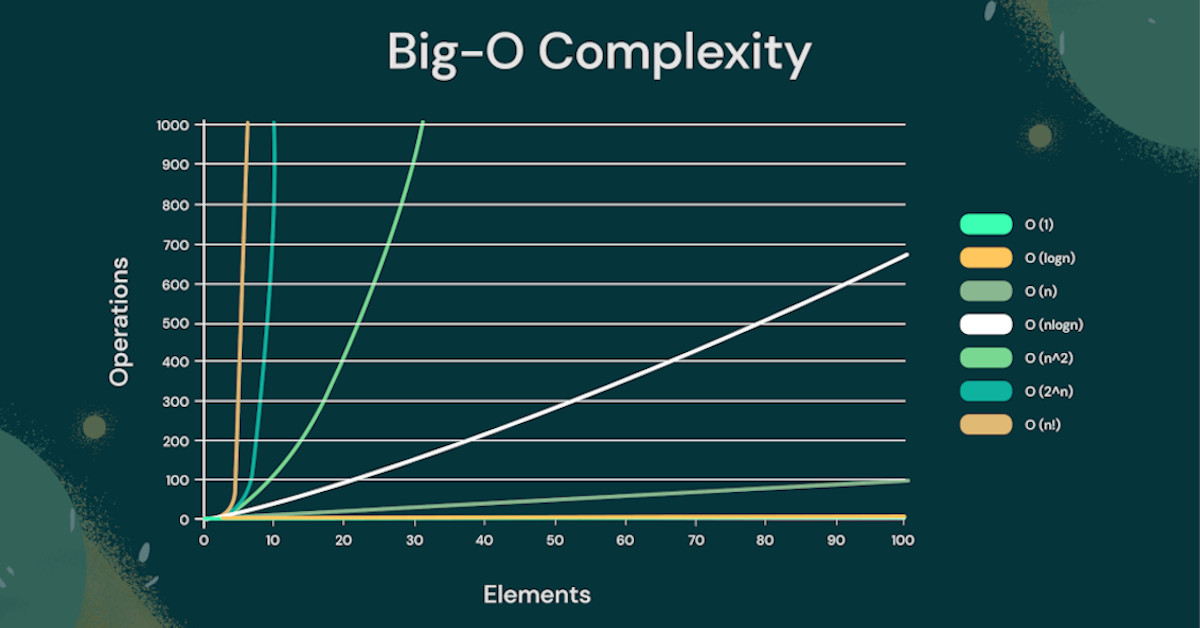 Big-O Complexity
1000
900
800
700
600
500
400
300
200
100
0
Operations
0 10 20 30 40 50 60 70 80 90 100
Elements
O (1)
O (logn)
O (n)
O (nlogn)
O (n^2)
O (2^n)
O (n!)